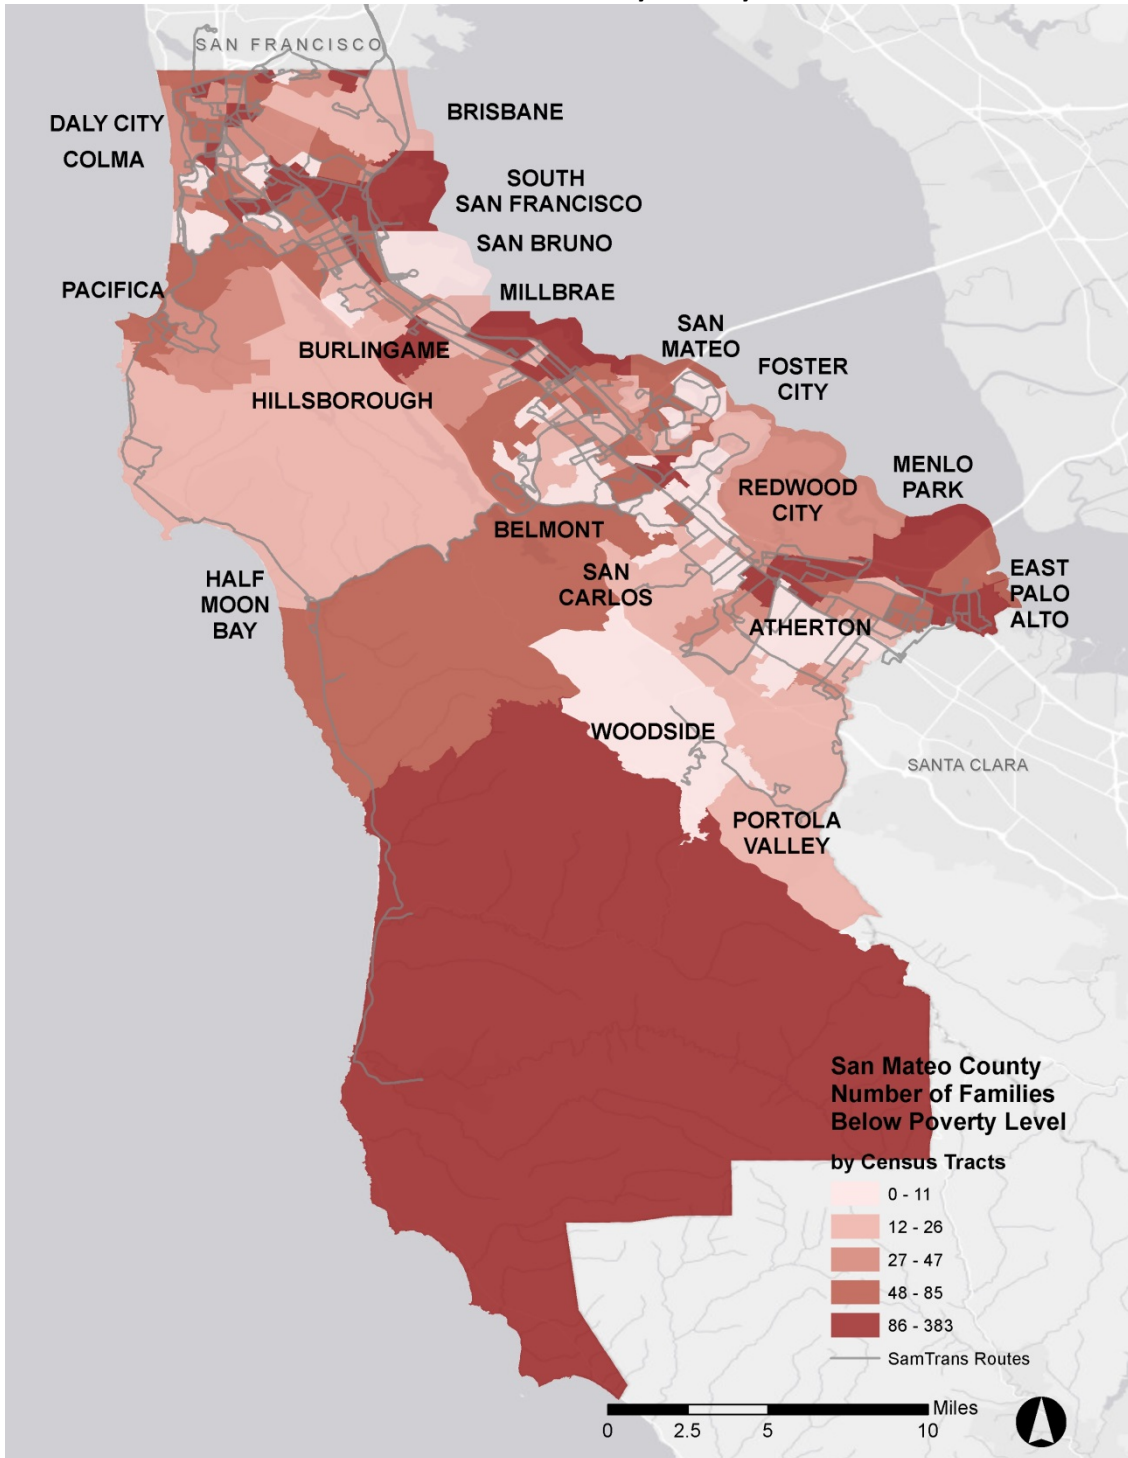 SAN FRANCISCO
BRISBANE
DALY CITY
COLMA
SOUTH
SAN FRANCISCO
SAN BRUNO
PACIFICA
MILLBRAE
SAN
MATEO
BURLINGAME
FOSTER
CITY
HILLSBOROUGH
MENLO
PARK
REDWOOD
CITY
BELMONT
EAST
PALO
ALTO
HALF
MOON
BAY
SAN
CARLOS
ATHERTON
WOODSIDE
SANTA CLARA
PORTOLA
VALLEY
San Mateo County
Number of Families
Below Poverty Level
by Census Tracts
0 - 11
12 - 26
27 - 47
48 - 85
86 - 383
SamTrans Routes
Miles
0 2.5 5 10